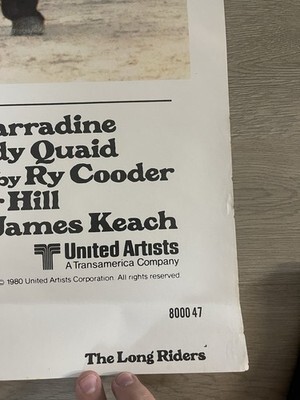 arradine
dy Quaid
by Ry Cooder
Hill
James Keach
United Artists
A Transamerica Company
© 1980 United Artists Corporation. All rights reserved.
800047
The Long Riders